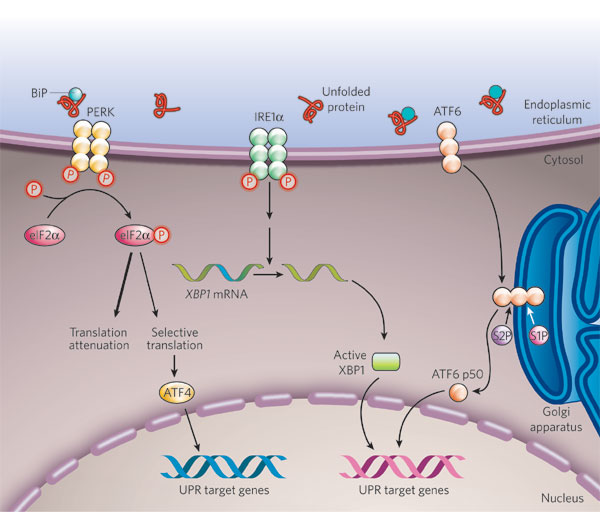 BiP
PERK
IRE1α
Unfolded
protein
ATF6
Endoplasmic
reticulum
Cytosol
P
P
P
P
P
eIF2α
eIF2α
P
XBP1 mRNA
Translation
attenuation
Selective
translation
S2P
S1P
Active
XBP1
ATF6 p50
ATF4
Golgi
apparatus
UPR target genes
UPR target genes
Nucleus